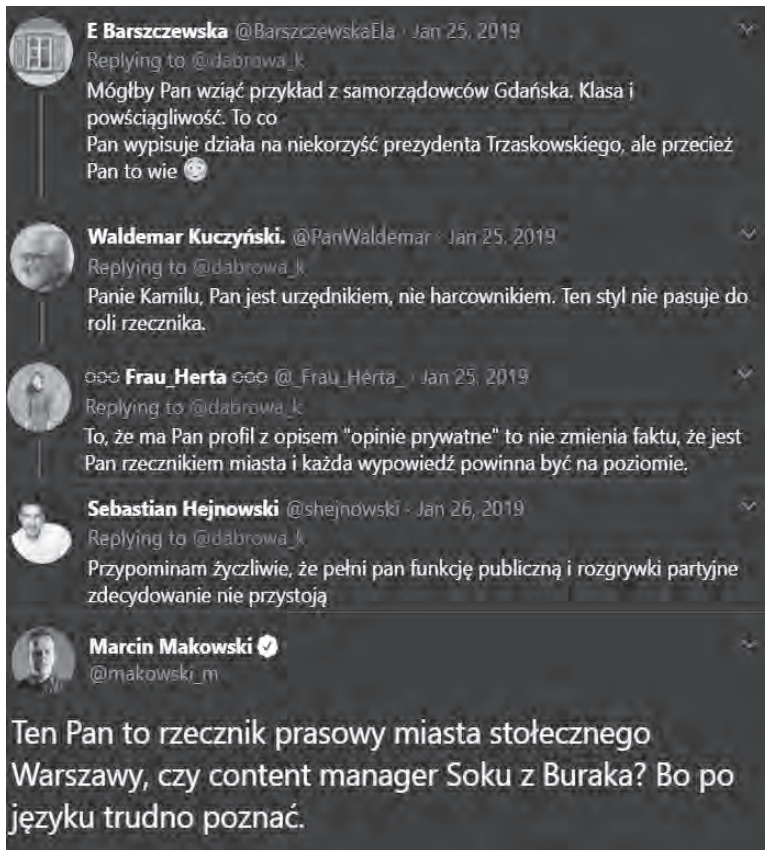 E Barszczewska @BarszczewskaEla · Jan 25, 2019
Replying to @dabrowa_k
Mógłby Pan wziąć przykład z samorządowców Gdańska. Klasa i
powściągliwość. To co
Pan wypisuje działa na niekorzyść prezydenta Trzaskowskiego, ale przecież
Pan to wie 😳
Waldemar Kuczyński. @PanWaldemar · Jan 25, 2019
Replying to @dabrowa_k
Panie Kamilu, Pan jest urzędnikiem, nie harcownikiem. Ten styl nie pasuje do
roli rzecznika.
Frau_Herta @_Frau_Herta_ · Jan 25, 2019
Replying to @dabrowa_k
To, że ma Pan profil z opisem "opinie prywatne" to nie zmienia faktu, że jest
Pan rzecznikiem miasta i każda wypowiedź powinna być na poziomie.
Sebastian Hejnowski @shejnowski · Jan 26, 2019
Replying to @dabrowa_k
Przypominam życzliwie, że pełni pan funkcję publiczną i rozgrywki partyjne
zdecydowanie nie przystoją
Marcin Makowski
@makowski_m
Ten Pan to rzecznik prasowy miasta stołecznego
Warszawy, czy content manager Soku z Buraka? Bo po
języku trudno poznać.